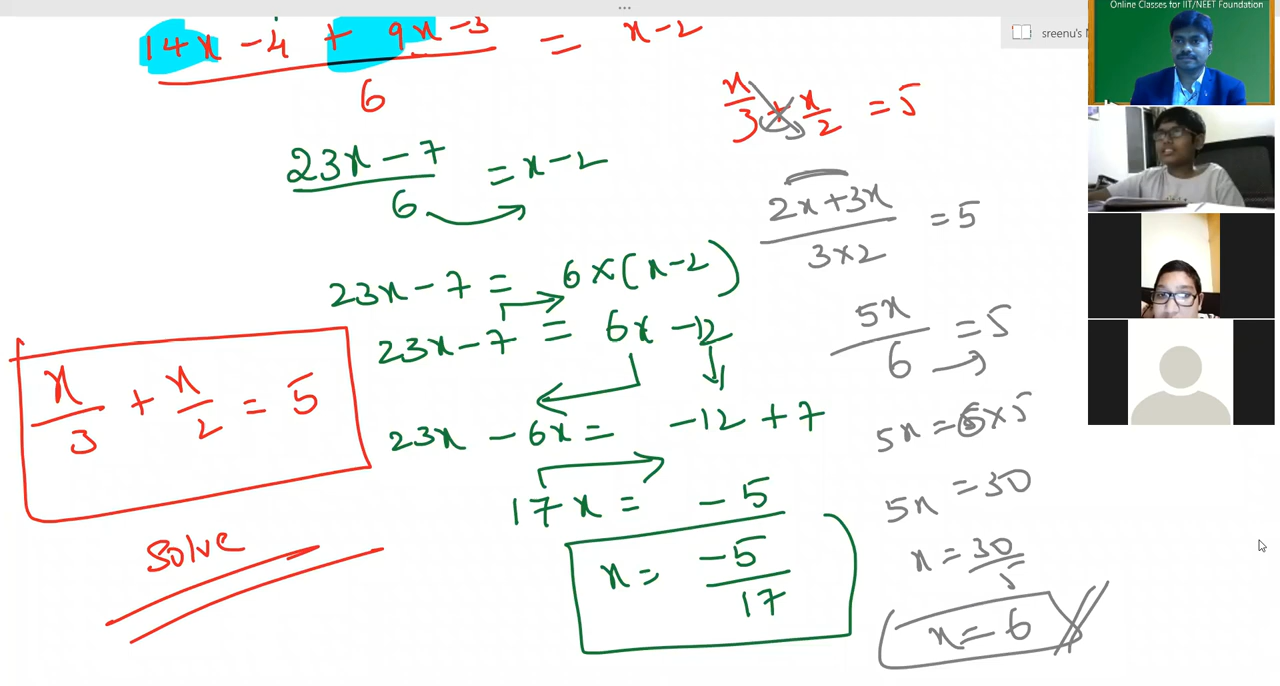 Online Classes for IIT/NEET Foundation
sreenu's
14x - 4 + 9x - 3 / 6 = x - 2
23x - 7 / 6 = x - 2
23x - 7 = 6 × (x - 2)
23x - 7 = 6x - 12
23x - 6x = -12 + 7
17x = -5
x = -5 / 17
x/3 + x/2 = 5
Solve
x/3 + x/2 = 5
2x + 3x / 3×2 = 5
5x / 6 = 5
5x = 6 × 5
5x = 30
x = 30 / 5
x = 6